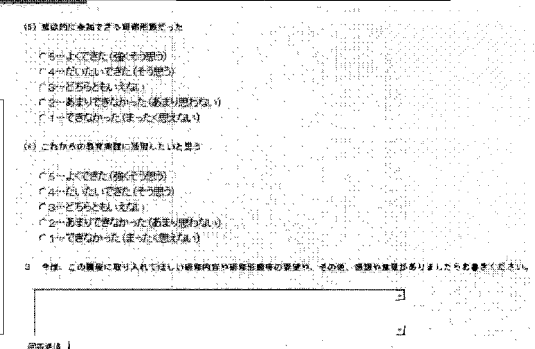 (5) 意欲的に参加できる研修形態だった
5…よくできた(強くそう思う)
4…だいたいできた(そう思う)
3…どちらともいえない
2…あまりできなかった(あまり思わない)
1…できなかった(まったく思えない)
(6) これからの教育実践に活用したいと思う
5…よくできた(強くそう思う)
4…だいたいできた(そう思う)
3…どちらともいえない
2…あまりできなかった(あまり思わない)
1…できなかった(まったく思えない)
3 今後、この講座に取り入れてほしい研修内容や研修形態等の要望や、その他、感想や意見がありましたらお書きください。
回答送信